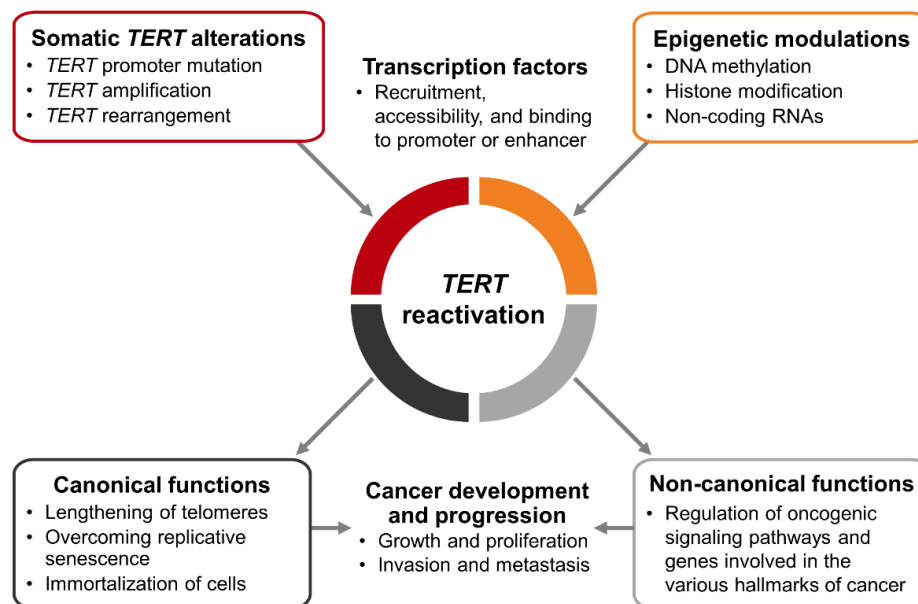 Somatic TERT alterations
• TERT promoter mutation
• TERT amplification
• TERT rearrangement
Transcription factors
• Recruitment,
accessibility, and binding
to promoter or enhancer
Epigenetic modulations
• DNA methylation
• Histone modification
• Non-coding RNAs
TERT
reactivation
Canonical functions
• Lengthening of telomeres
• Overcoming replicative
senescence
• Immortalization of cells
Cancer development
and progression
• Growth and proliferation
• Invasion and metastasis
Non-canonical functions
• Regulation of oncogenic
signaling pathways and
genes involved in the
various hallmarks of cancer